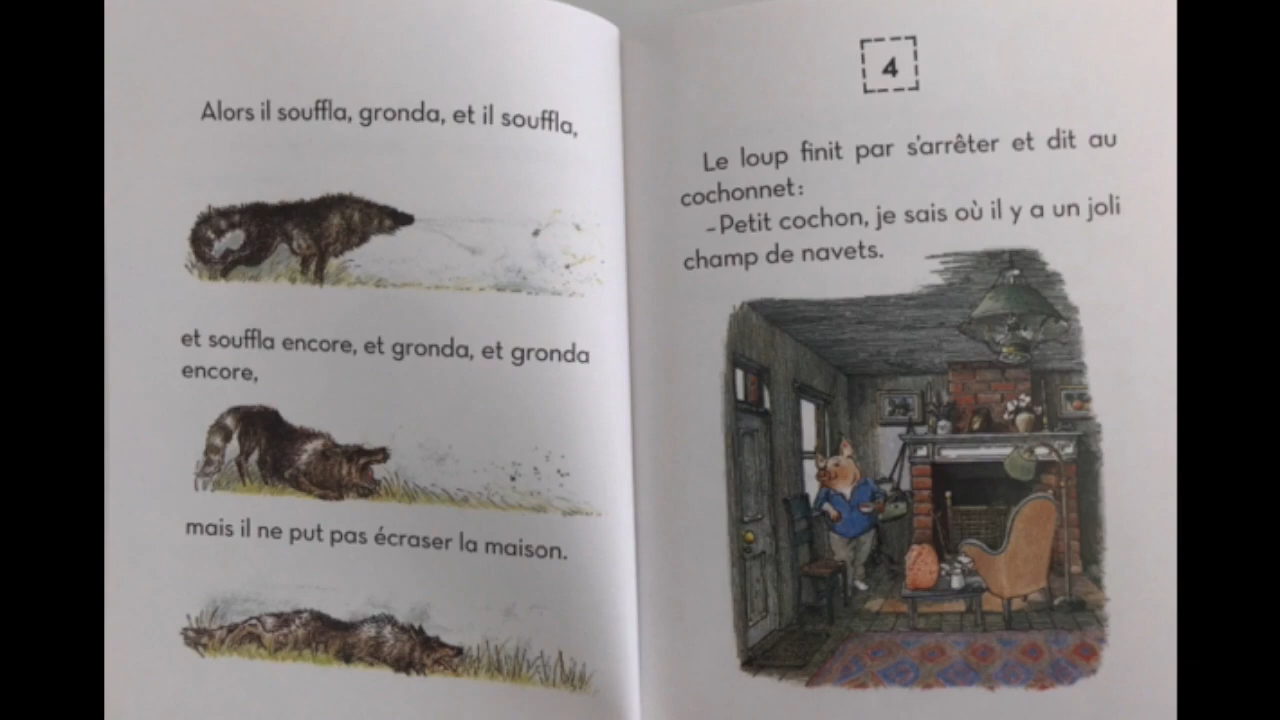 Alors il souffla, gronda, et il souffla,
et souffla encore, et gronda, et gronda
encore,
mais il ne put pas écraser la maison.
4
Le loup finit par s'arrêter et dit au
cochonnet:
-Petit cochon, je sais où il y a un joli
champ de navets.